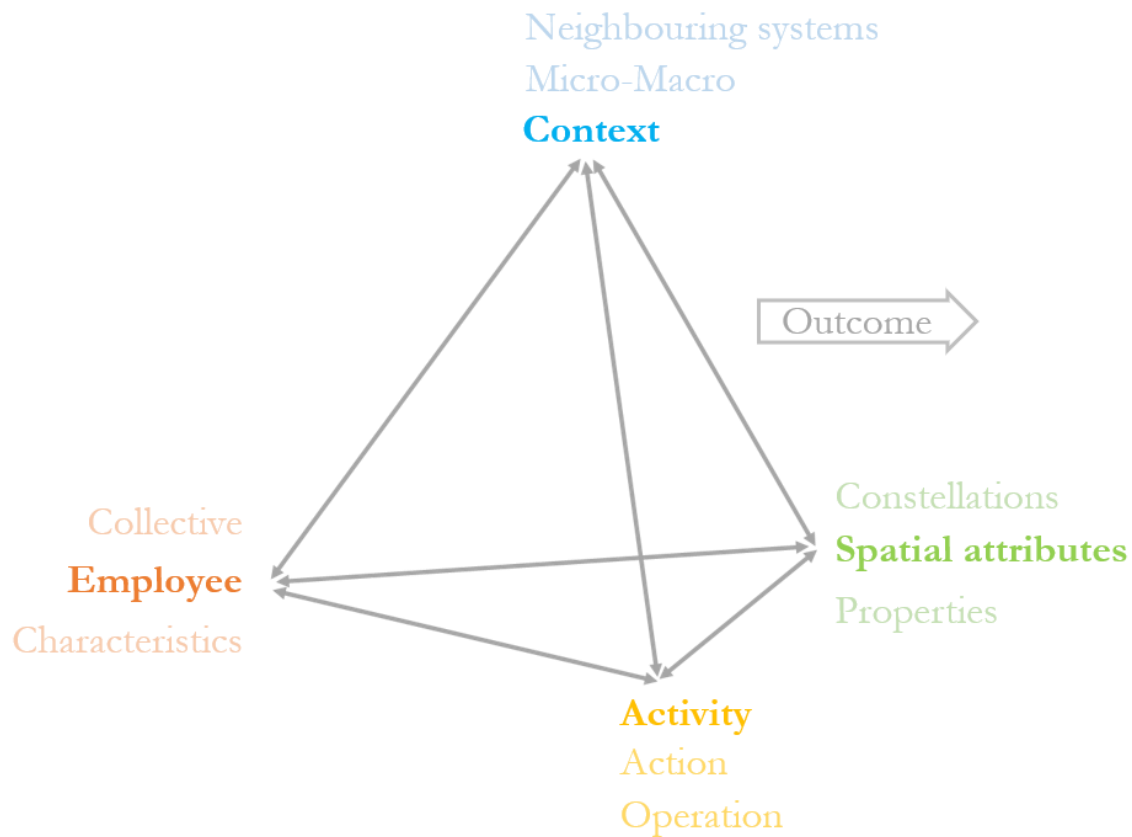 Neighbouring systems
Micro-Macro
Context
Outcome
Collective
Employee
Characteristics
Constellations
Spatial attributes
Properties
Activity
Action
Operation